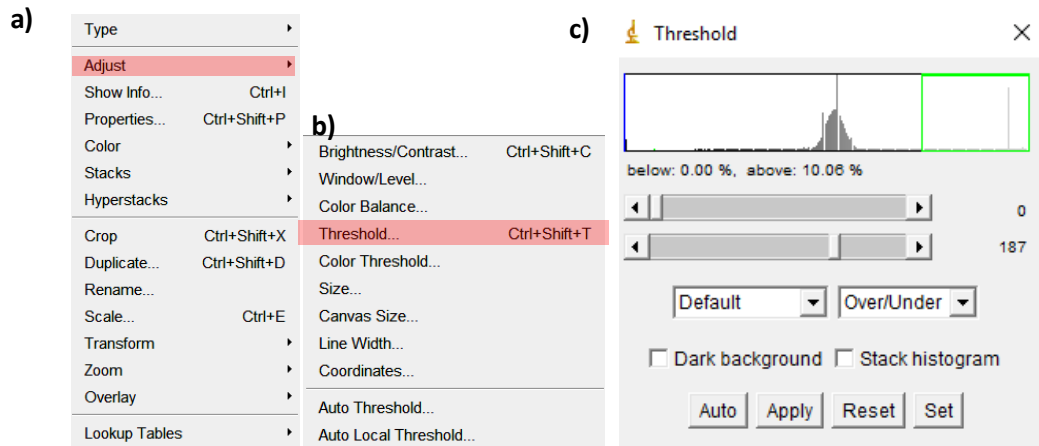 a)
Type
Adjust
Show Info... Ctrl+I
Properties... Ctrl+Shift+P
Color
Stacks
Hyperstacks
Crop Ctrl+Shift+X
Duplicate... Ctrl+Shift+D
Rename...
Scale... Ctrl+E
Transform
Zoom
Overlay
Lookup Tables
b)
Brightness/Contrast... Ctrl+Shift+C
Window/Level...
Color Balance...
Threshold... Ctrl+Shift+T
Color Threshold...
Size...
Canvas Size...
Line Width...
Coordinates...
Auto Threshold...
Auto Local Threshold...
c)
Threshold
below: 0.00 %, above: 10.06 %
0
187
Default Over/Under
Dark background Stack histogram
Auto Apply Reset Set